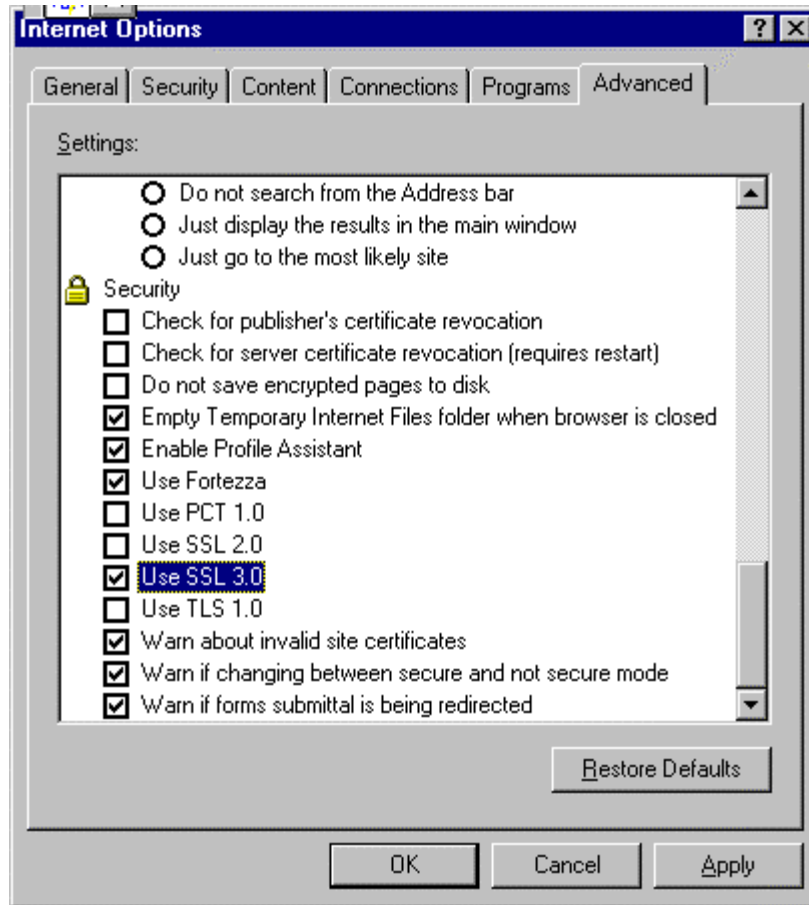 Internet Options
General Security Content Connections Programs Advanced
Settings:
Do not search from the Address bar
Just display the results in the main window
Just go to the most likely site
Security
Check for publisher's certificate revocation
Check for server certificate revocation (requires restart)
Do not save encrypted pages to disk
Empty Temporary Internet Files folder when browser is closed
Enable Profile Assistant
Use Fortezza
Use PCT 1.0
Use SSL 2.0
Use SSL 3.0
Use TLS 1.0
Warn about invalid site certificates
Warn if changing between secure and not secure mode
Warn if forms submittal is being redirected
Restore Defaults
OK Cancel Apply